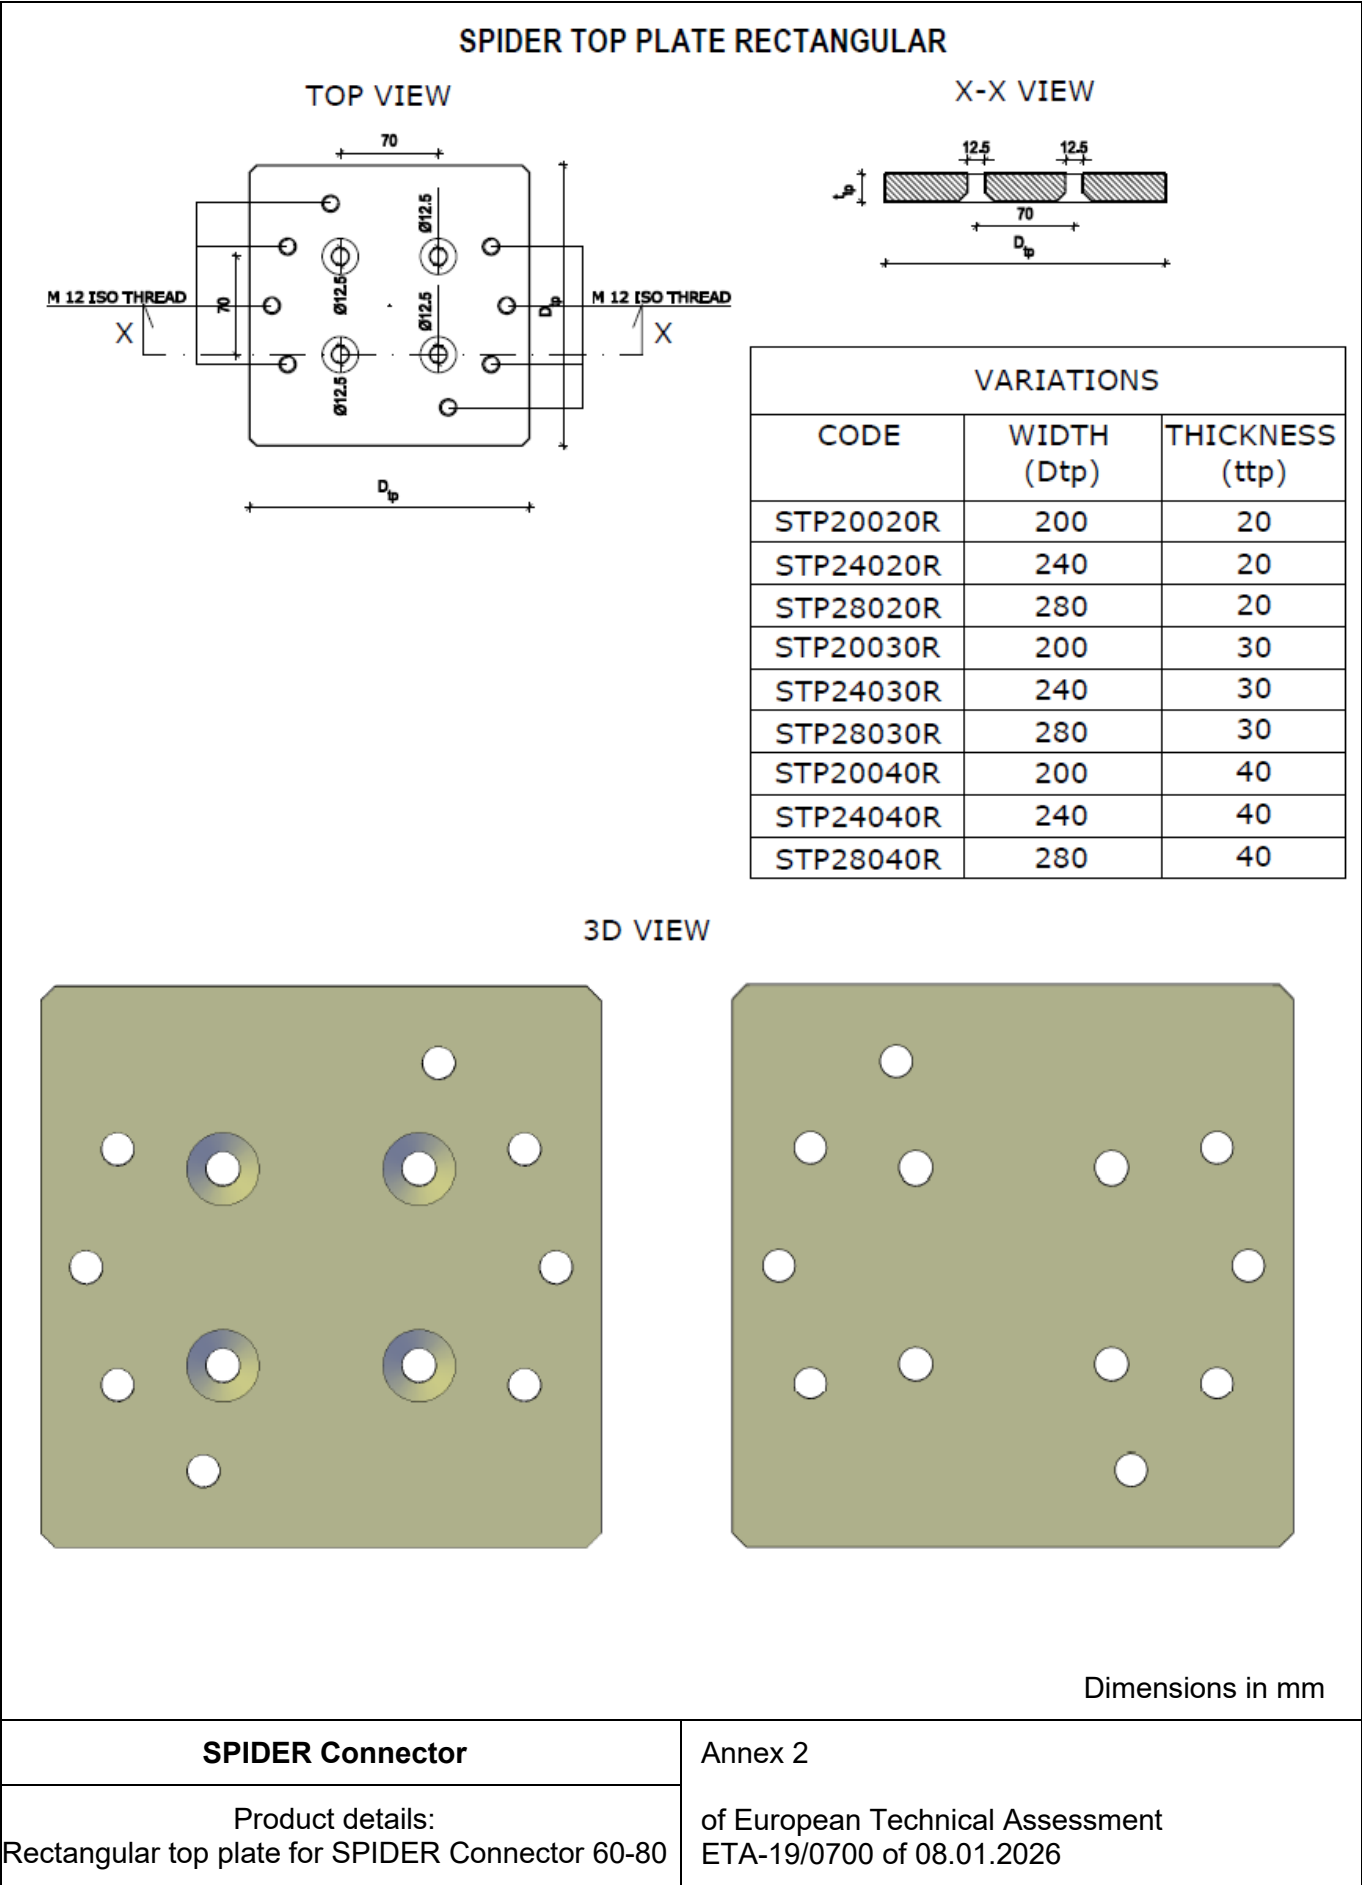 SPIDER TOP PLATE RECTANGULAR
TOP VIEW
X-X VIEW
70
Ø12.5
Ø12.5
Ø12.5
Ø12.5
70
M 12 ISO THREAD
M 12 ISO THREAD
X
X
Dtp
Dtp
12.5
12.5
ttp
70
Dtp
VARIATIONS
CODE WIDTH (Dtp) THICKNESS (ttp)
STP20020R 200 20
STP24020R 240 20
STP28020R 280 20
STP20030R 200 30
STP24030R 240 30
STP28030R 280 30
STP20040R 200 40
STP24040R 240 40
STP28040R 280 40
3D VIEW
Dimensions in mm
SPIDER Connector
Product details:
Rectangular top plate for SPIDER Connector 60-80
Annex 2
of European Technical Assessment
ETA-19/0700 of 08.01.2026